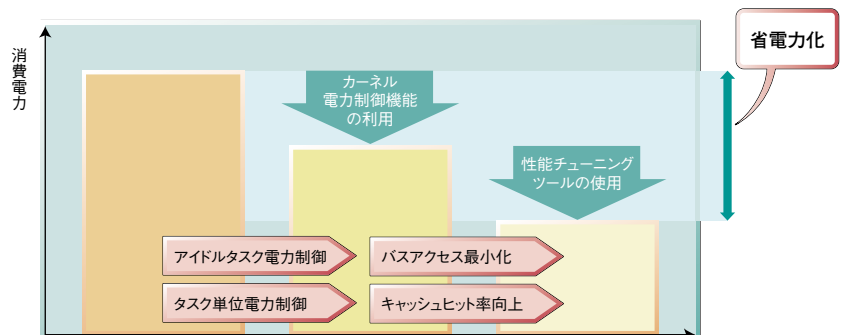 消費電力
省電力化
カーネル
電力制御機能
の利用
性能チューニング
ツールの使用
アイドルタスク電力制御
バスアクセス最小化
タスク単位電力制御
キャッシュヒット率向上